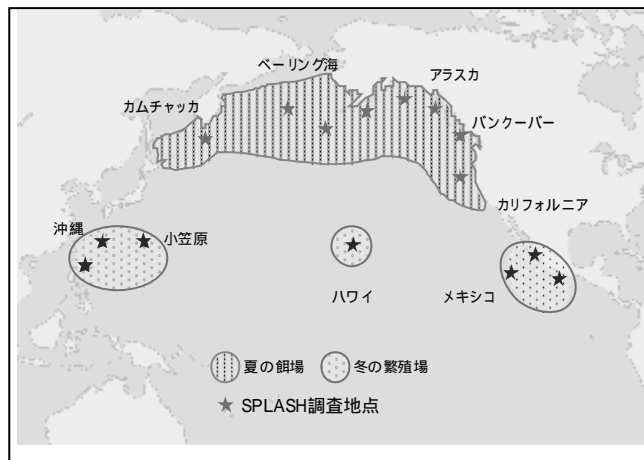 ベーリング海
アラスカ
カムチャッカ
バンクーバー
カリフォルニア
沖縄
小笠原
ハワイ
メキシコ
夏の餌場
冬の繁殖場
SPLASH調査地点